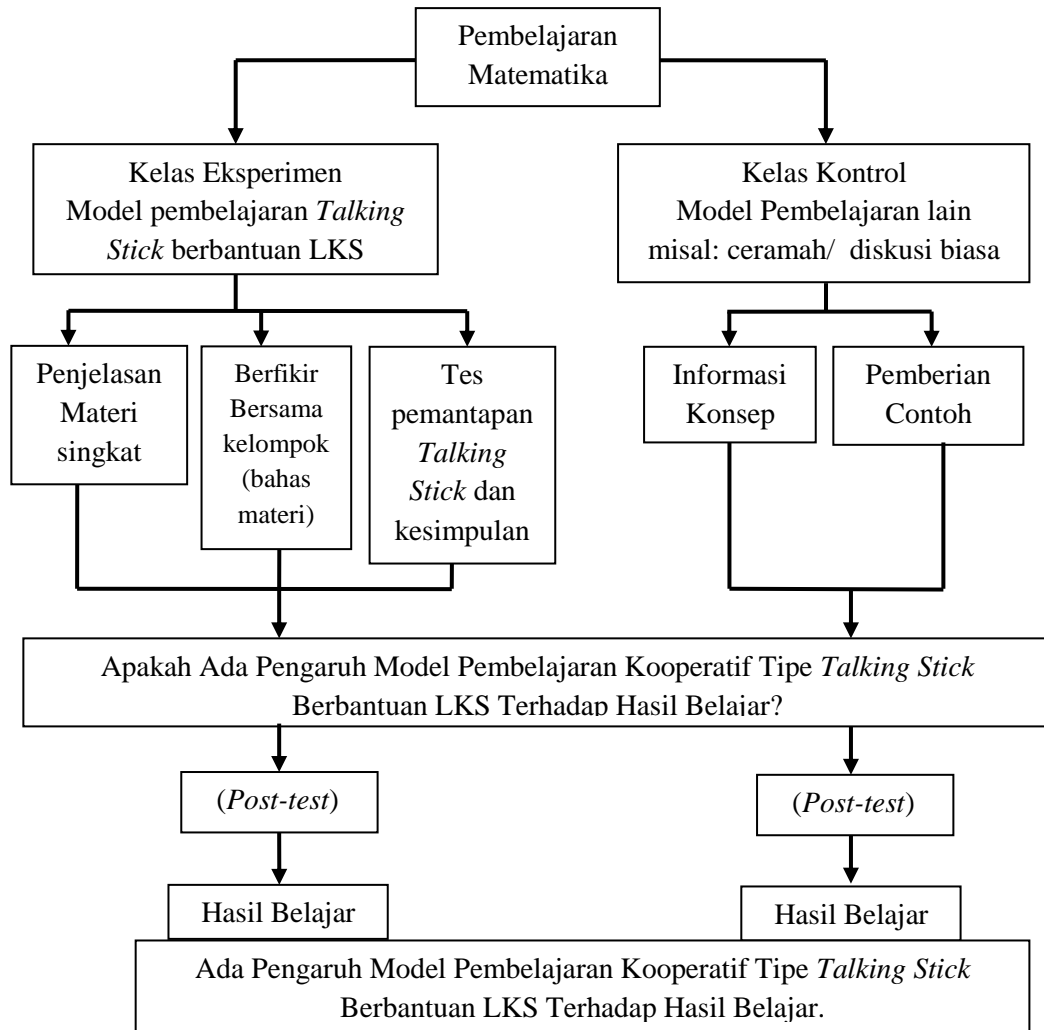 Pembelajaran
Matematika
Kelas Eksperimen
Model pembelajaran Talking
Stick berbantuan LKS
Kelas Kontrol
Model Pembelajaran lain
misal: ceramah/ diskusi biasa
Penjelasan
Materi
singkat
Berfikir
Bersama
kelompok
(bahas
materi)
Tes
pemantapan
Talking
Stick dan
kesimpulan
Informasi
Konsep
Pemberian
Contoh
Apakah Ada Pengaruh Model Pembelajaran Kooperatif Tipe Talking Stick
Berbantuan LKS Terhadap Hasil Belajar?
(Post-test)
(Post-test)
Hasil Belajar
Hasil Belajar
Ada Pengaruh Model Pembelajaran Kooperatif Tipe Talking Stick
Berbantuan LKS Terhadap Hasil Belajar.